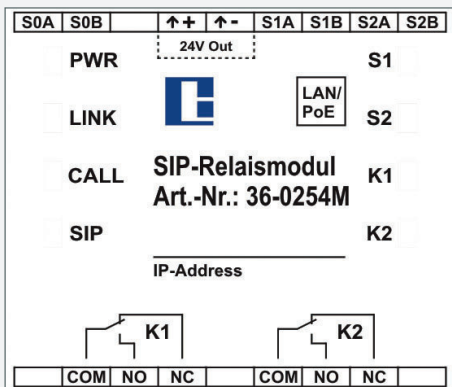 S0A S0B ↑+ ↑- S1A S1B S2A S2B
24V Out
PWR S1
LAN/
PoE
LINK S2
SIP-Relaismodul
CALL K1
Art.-Nr.: 36-0254M
SIP K2
IP-Address
K1 K2
COM NO NC COM NO NC